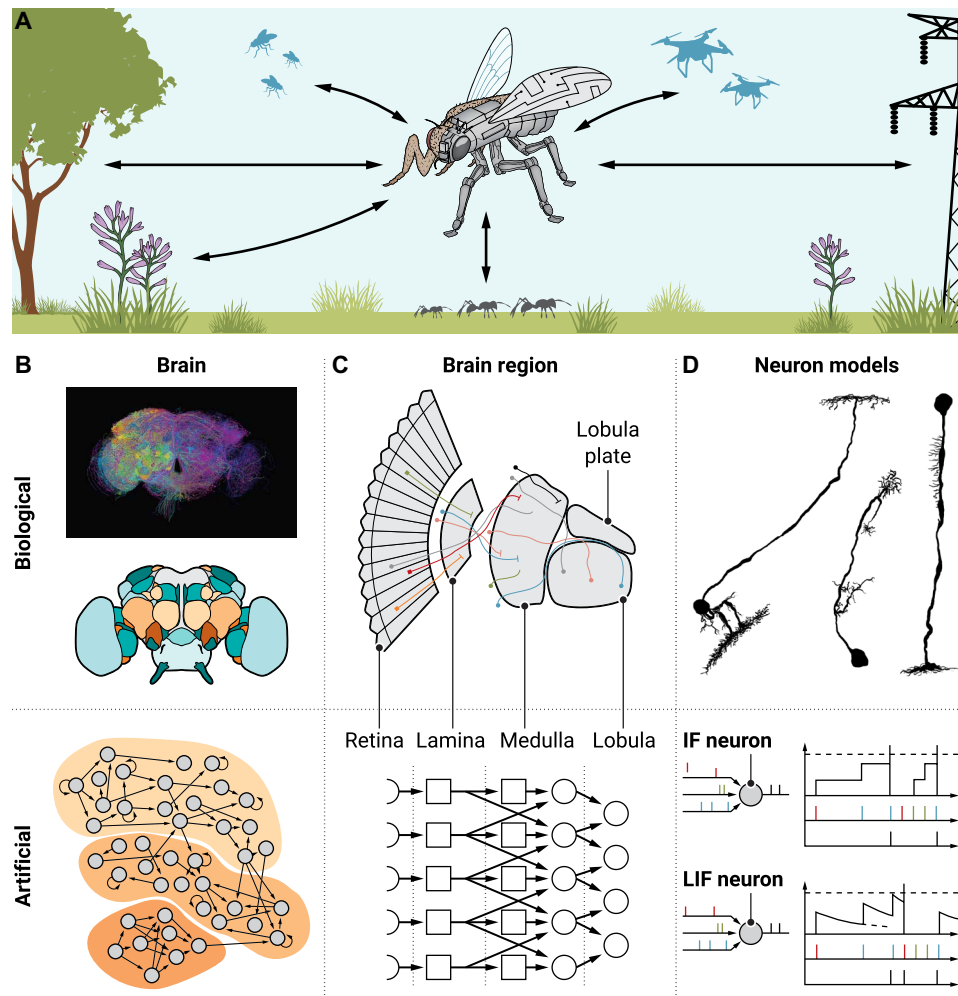 A
B
Brain
C
Brain region
D
Neuron models
Lobula
plate
Biological
Retina
Lamina
Medulla
Lobula
Artificial
IF neuron
LIF neuron